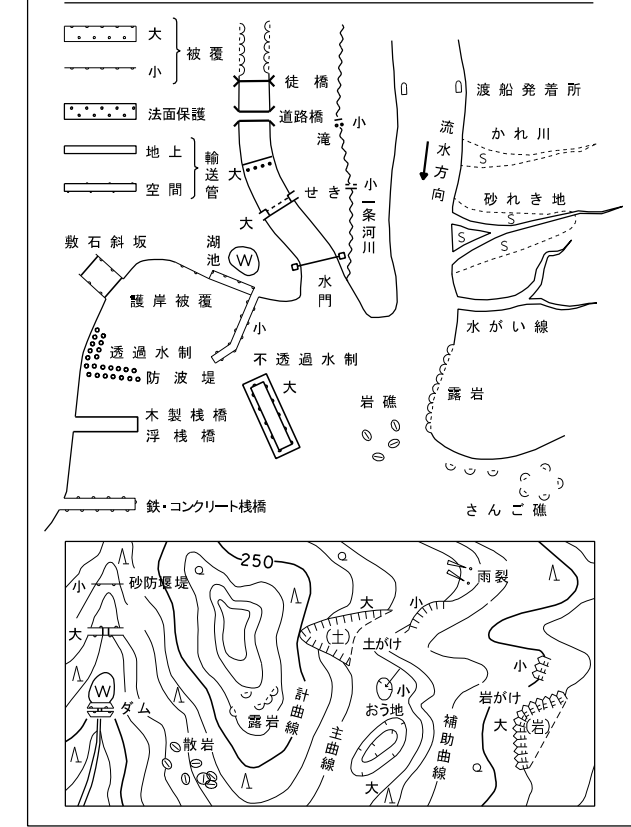 大
小
被覆
法面保護
地上
空間
輸送管
徒橋
道路橋
大
小
滝
せき
小
大
一条河川
水門
渡船発着所
流水方向
かれ川
S
砂れき地
S
S
S
水がい線
敷石斜坂
湖池
W
護岸被覆
小
透過水制
防波堤
不透過水制
大
木製桟橋
浮桟橋
岩礁
露岩
鉄・コンクリート桟橋
さんご礁
250
小
砂防堰堤
大
W
ダム
散岩
露岩
計曲線
主曲線
大
小
(土)
土がけ
雨裂
小
おう地
大
補助曲線
小
岩がけ
大
(岩)